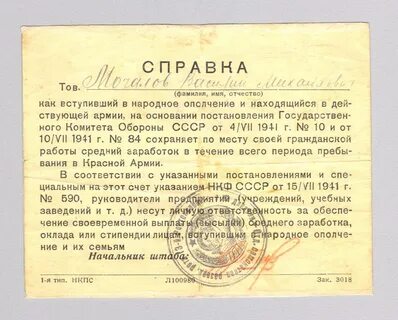 СПРАВКА
Тов. Мочалов Василий Михайлович
(фамилия, имя, отчество)
как вступивший в народное ополчение и находящийся в дей-
ствующей армии, на основании постановления Государствен-
ного Комитета Обороны СССР от 4/VII 1941 г. № 10 и от
10/VII 1941 г. № 84 сохраняет по месту своей гражданской
работы средний заработок в течение всего периода пребыва-
ния в Красной Армии.
В соответствии с указанными постановлениями и
специальным на этот счет указанием НКФ СССР от 15/VII 1941 г.
№ 590, руководители предприятий (учреждений, учебных
заведений и т. д.) несут личную ответственность за обеспе-
чение своевременной выплаты (высылки) среднего заработка,
оклада или стипендии лицам, вступившим в народное ополче-
ние и их семьям
Начальник штаба:
1-я тип. НКПС
Л100980
Зак. 3018